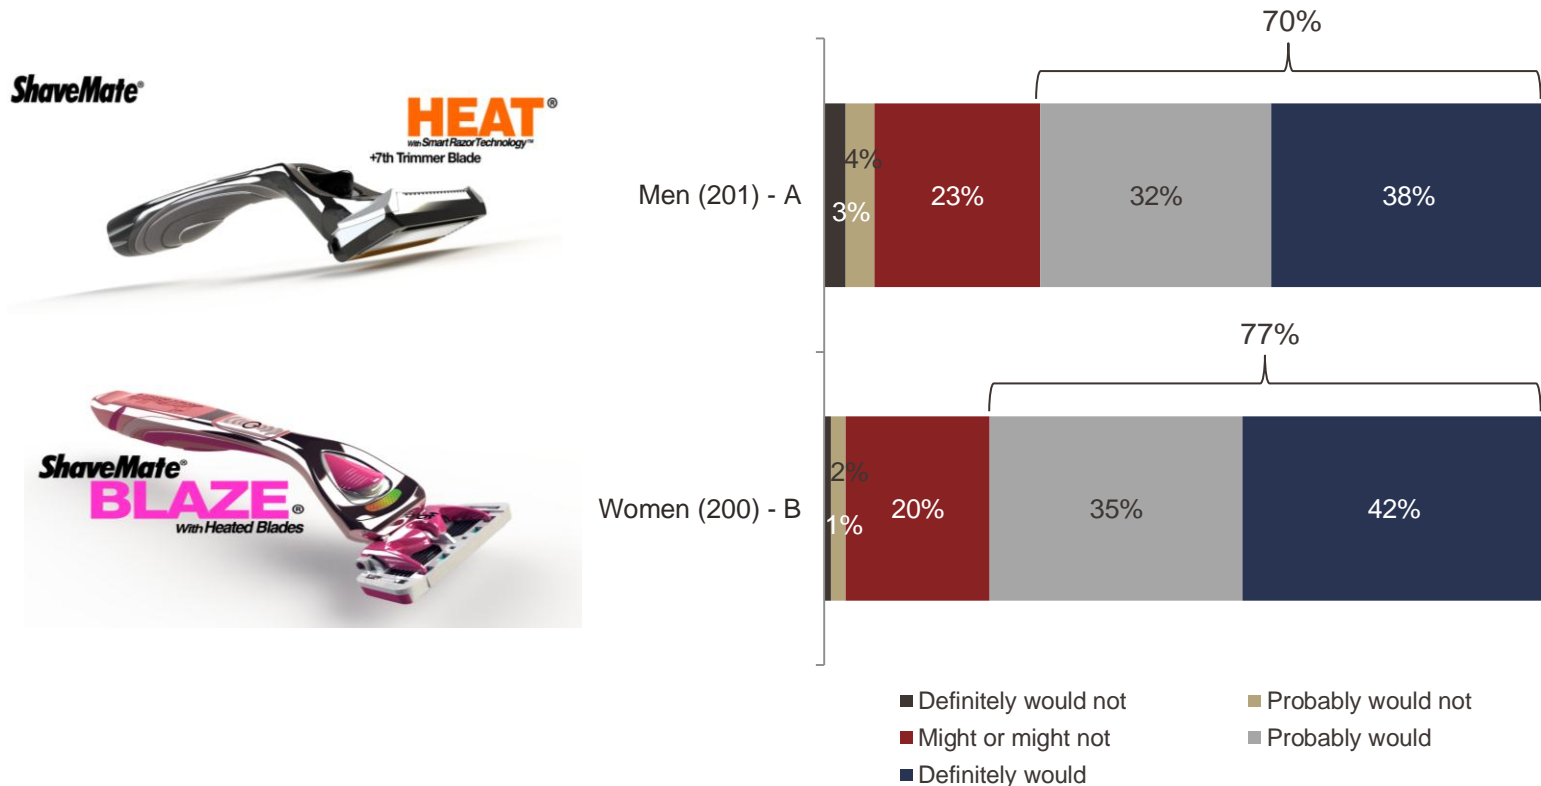 70%
ShaveMate®
HEAT®
With Smart Razor Technology™
+7th Trimmer Blade
Men (201) - A
3%
4%
23%
32%
38%
77%
ShaveMate®
BLAZE®
With Heated Blades
Women (200) - B
1%
2%
20%
35%
42%
Definitely would not
Probably would not
Might or might not
Probably would
Definitely would